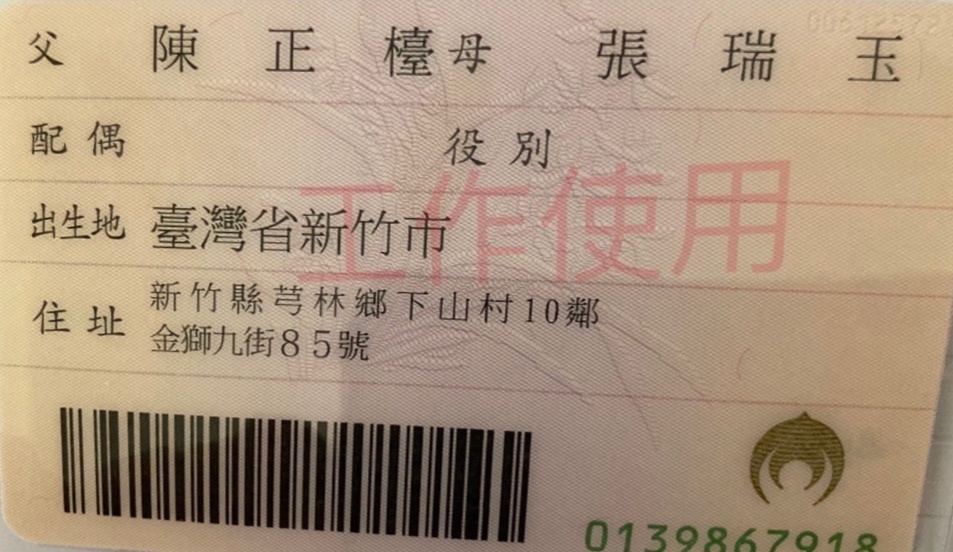 父 陳正檯 母 張瑞玉
配偶 役別
出生地 臺灣省新竹市
工作使用
住址 新竹縣芎林鄉下山村10鄰
金獅九街85號
0139867918